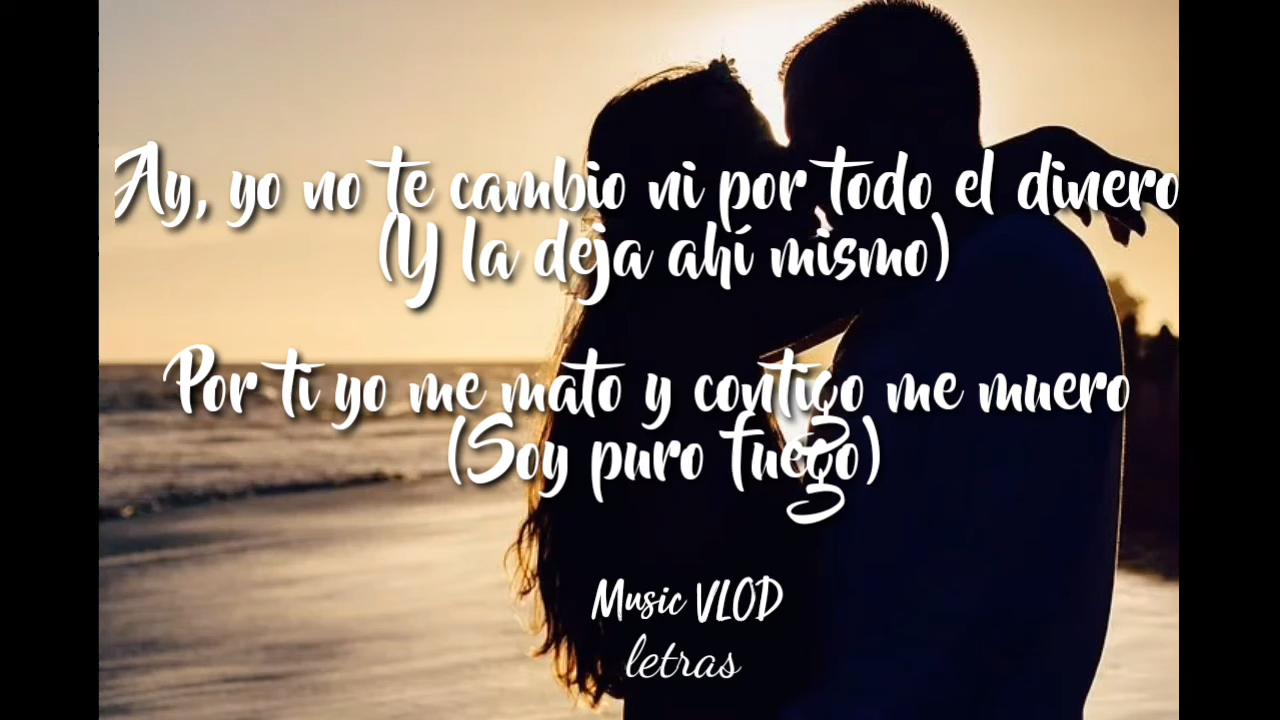 Ay, yo no te cambio ni por todo el dinero
(Y la deja ahí mismo)
Por ti yo me mato y contigo me muero
(Soy puro fuego)
Music VLOD
letras